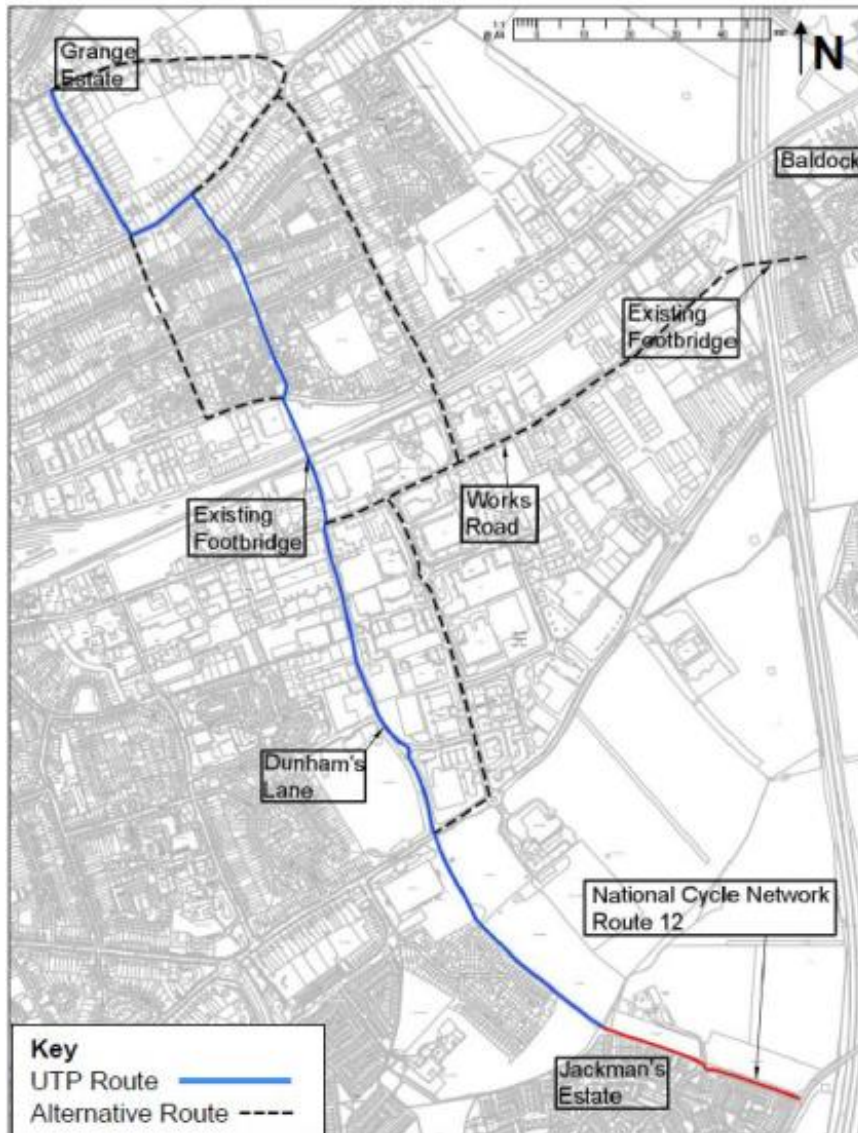 Grange
Estate
N
Baldock
Existing
Footbridge
Existing
Footbridge
Works
Road
Dunham's
Lane
National Cycle Network
Route 12
Jackman's
Estate
Key
UTP Route
Alternative Route